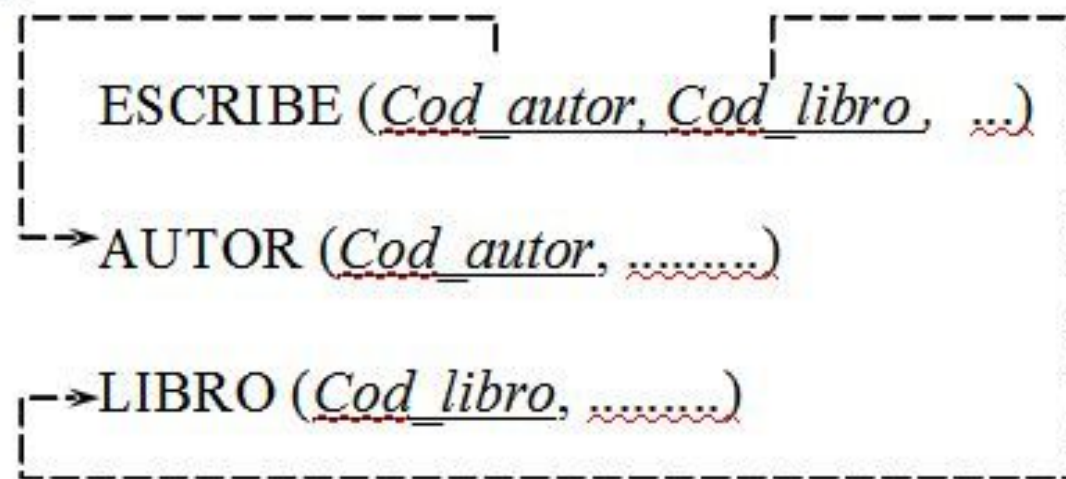 ESCRIBE (Cod_autor, Cod_libro, ...)
AUTOR (Cod_autor, .........)
LIBRO (Cod_libro, .........)